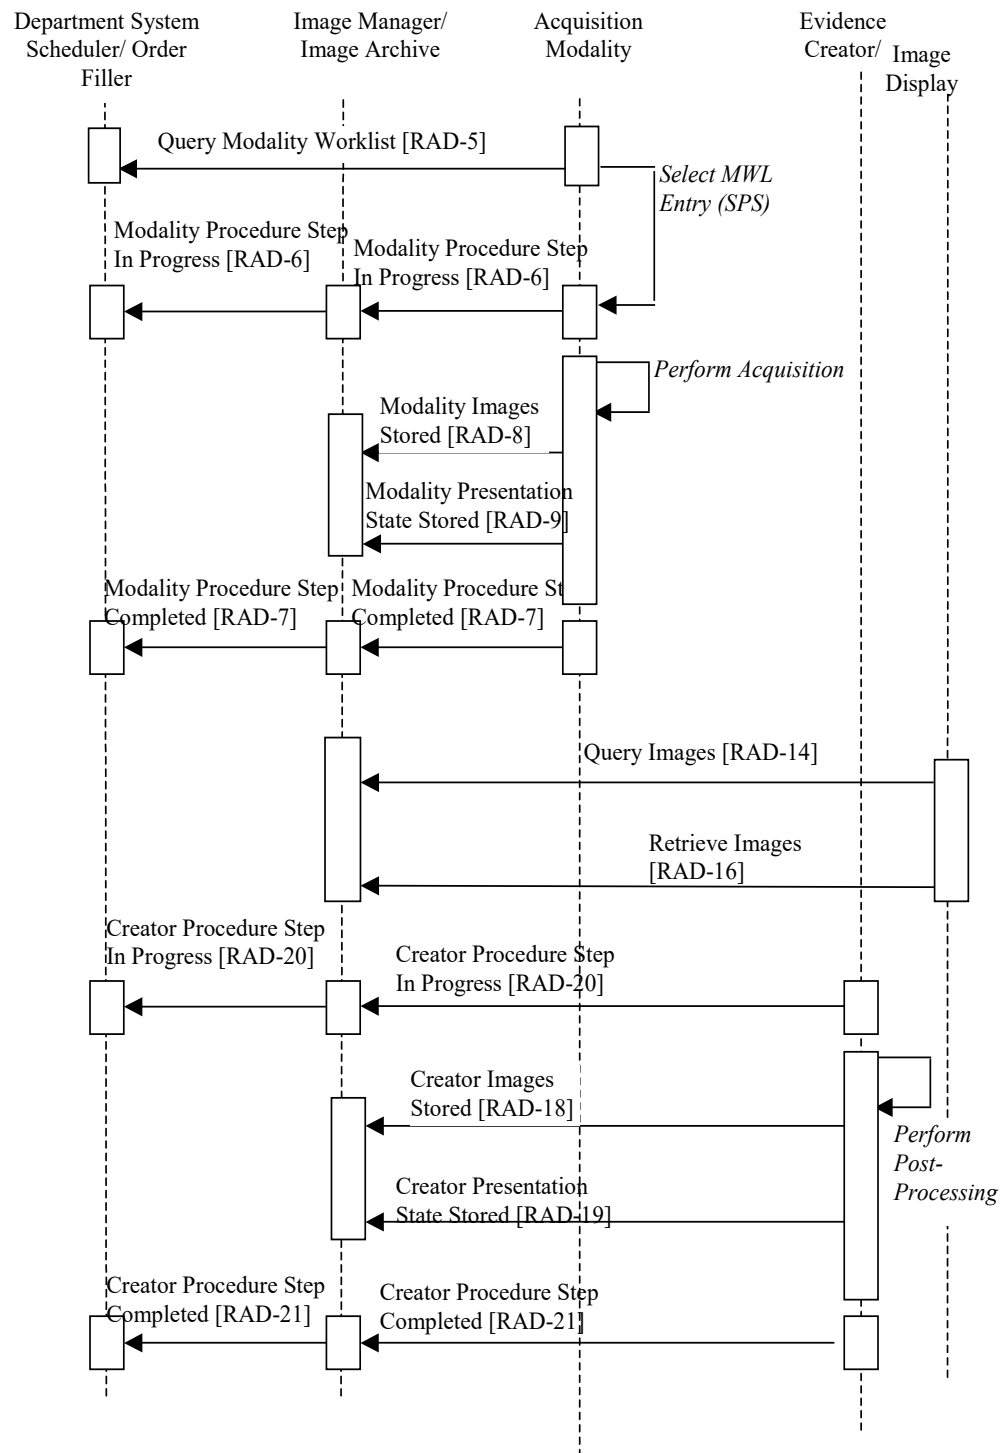 Department System
Scheduler/ Order
Filler
Image Manager/
Image Archive
Acquisition
Modality
Evidence
Creator/
Image
Display
Query Modality Worklist [RAD-5]
Select MWL
Entry (SPS)
Modality Procedure Step
In Progress [RAD-6]
Modality Procedure Step
In Progress [RAD-6]
Perform Acquisition
Modality Images
Stored [RAD-8]
Modality Presentation
State Stored [RAD-9]
Modality Procedure Step
Completed [RAD-7]
Modality Procedure St
Completed [RAD-7]
Query Images [RAD-14]
Retrieve Images
[RAD-16]
Creator Procedure Step
In Progress [RAD-20]
Creator Procedure Step
In Progress [RAD-20]
Creator Images
Stored [RAD-18]
Perform
Post-
Processing
Creator Presentation
State Stored [RAD-19]
Creator Procedure Step
Completed [RAD-21]
Creator Procedure Step
Completed [RAD-21]